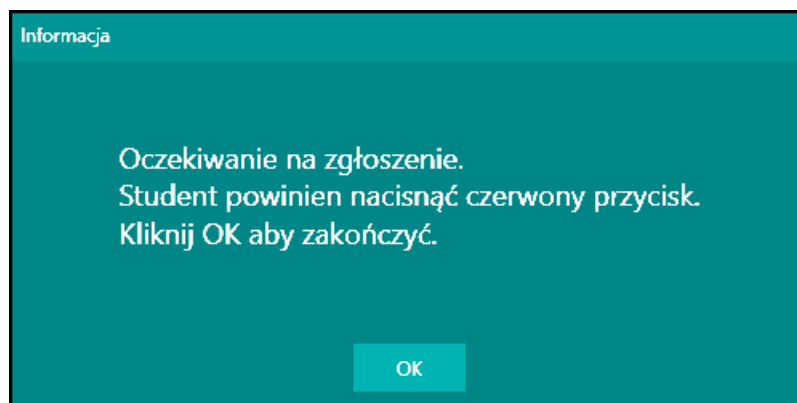 Informacja
Oczekiwanie na zgłoszenie.
Student powinien nacisnąć czerwony przycisk.
Kliknij OK aby zakończyć.
OK